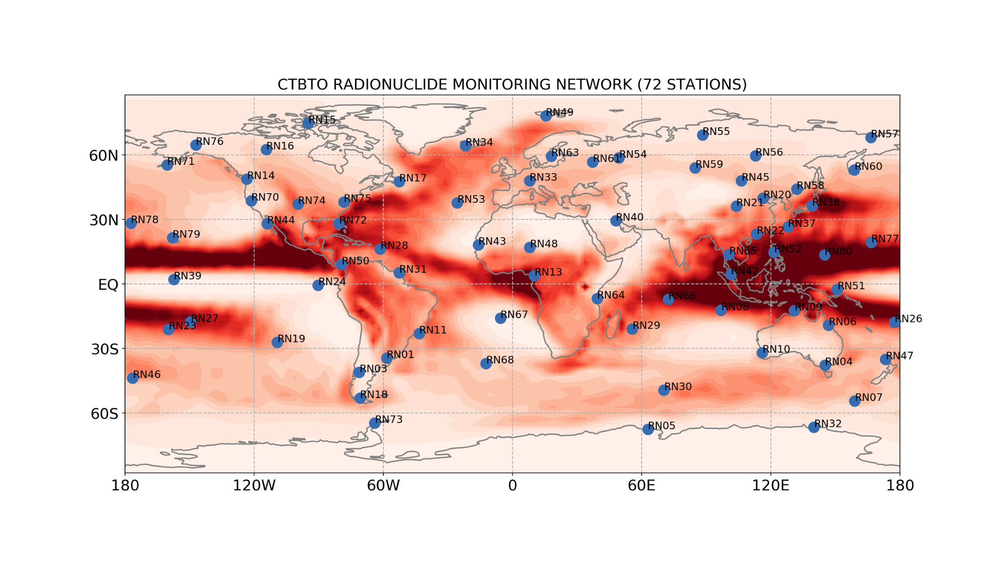 CTBTO RADIONUCLIDE MONITORING NETWORK (72 STATIONS)
RN49
RN15
RN55
RN57
RN76
RN34
RN16
60N
RN63
RN61
RN54
RN56
RN71
RN59
RN60
RN14
RN17
RN33
RN45
RN58
RN70
RN74
RN75
RN53
RN20
RN21
RN38
30N
RN78
RN44
RN72
RN40
RN37
RN79
RN22
RN77
RN28
RN43
RN48
RN65
RN52
RN80
RN50
RN31
RN13
RN42
EQ
RN39
RN24
RN51
RN64
RN66
RN08
RN09
RN27
RN67
RN26
RN23
RN11
RN29
RN06
RN19
30S
RN10
RN01
RN68
RN04
RN47
RN03
RN46
RN18
RN30
RN07
60S
RN73
RN05
RN32
180
120W
60W
0
60E
120E
180